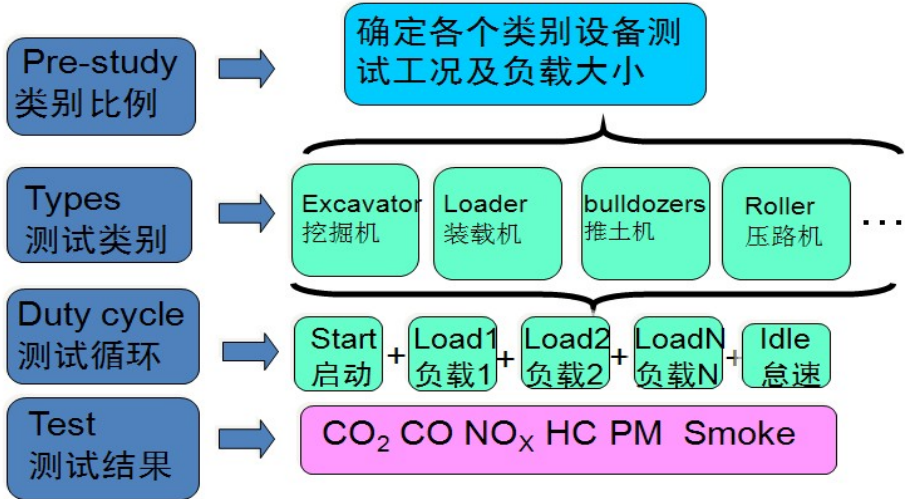 Pre-study
类别比例
确定各个类别设备测
试工况及负载大小
Types
测试类别
Excavator
挖掘机
Loader
装载机
bulldozers
推土机
Roller
压路机
...
Duty cycle
测试循环
Start
启动
+
Load1
负载1
+
Load2
负载2
+
LoadN
负载N
+
Idle
怠速
Test
测试结果
CO₂ CO NOₓ HC PM Smoke